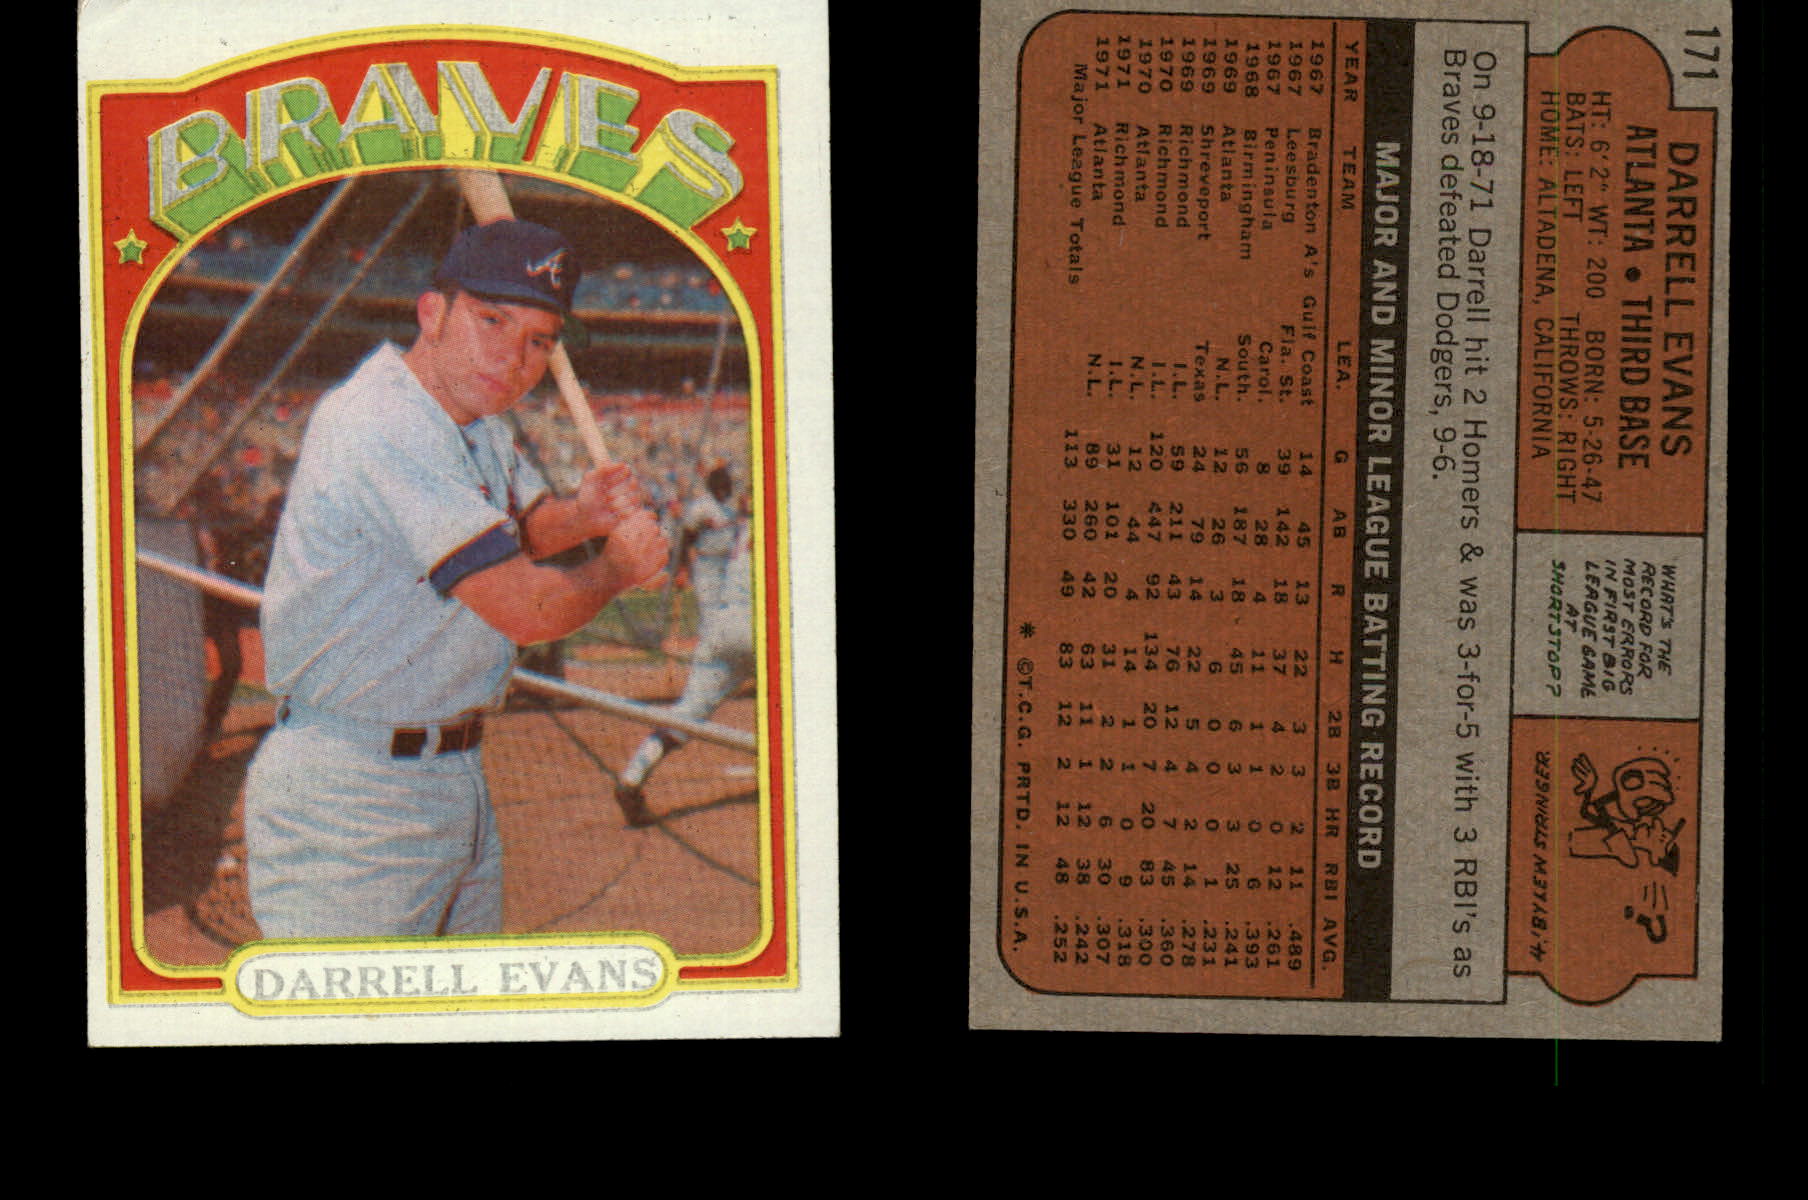 BRAVES
DARRELL EVANS
171
DARRELL EVANS
ATLANTA • THIRD BASE
HT: 6'2" WT: 200 BORN: 5-26-47
BATS: LEFT THROWS: RIGHT
HOME: ALTADENA, CALIFORNIA
WHAT'S THE
RECORD FOR
MOST ERRORS
IN FIRST BIG
LEAGUE GAME
AT
SHORTSTOP?
A.BY LEW STRINGER
On 9-18-71 Darrell hit 2 Homers & was 3-for-5 with 3 RBI's as
Braves defeated Dodgers, 9-6.
MAJOR AND MINOR LEAGUE BATTING RECORD
YEAR TEAM LEA. G AB R H 2B 3B HR RBI AVG.
1967 Bradenton A's Gulf Coast 14 45 13 22 3 3 2 11 .489
1967 Leesburg Fla. St. 39 142 18 37 4 2 0 12 .261
1967 Peninsula Carol. 8 28 4 11 1 1 0 6 .393
1968 Birmingham South. 56 187 18 45 6 3 3 25 .241
1969 Atlanta N.L. 12 26 3 6 0 0 0 1 .231
1969 Shreveport Texas 24 79 14 22 5 4 2 14 .278
1969 Richmond I.L. 59 211 43 76 12 4 7 45 .360
1970 Richmond I.L. 120 447 92 134 20 7 20 83 .300
1970 Atlanta N.L. 12 44 4 14 1 1 0 9 .318
1971 Richmond I.L. 31 101 20 31 2 2 6 30 .307
1971 Atlanta N.L. 89 260 42 63 11 1 12 38 .242
Major League Totals 113 330 49 83 12 2 12 48 .252
* ©T.C.G. PRTD. IN U.S.A.